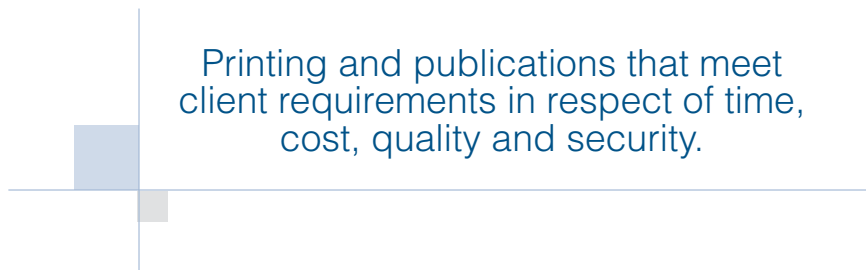 Printing and publications that meet
client requirements in respect of time,
cost, quality and security.